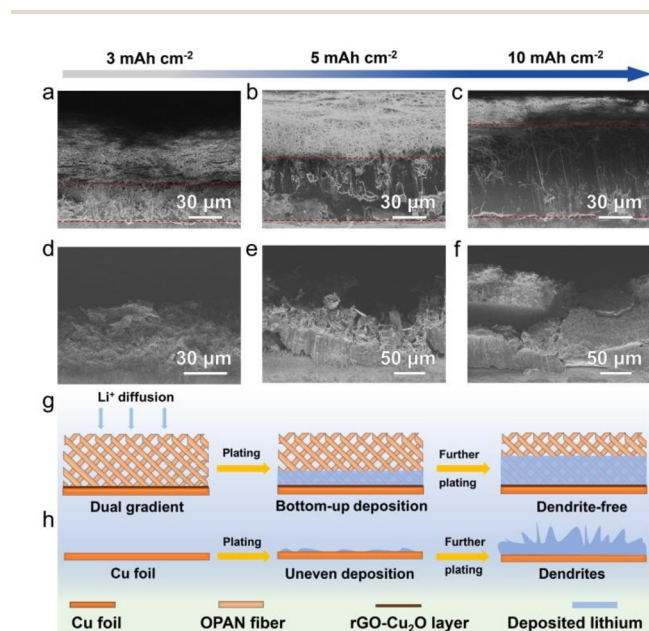 3 mAh cm⁻² 5 mAh cm⁻² 10 mAh cm⁻²
a b c
30 μm 30 μm 30 μm
d e f
30 μm 50 μm 50 μm
g Li⁺ diffusion
Plating Further
plating
Dual gradient Bottom-up deposition Dendrite-free
h
Plating Further
plating
Cu foil Uneven deposition Dendrites
Cu foil OPAN fiber rGO-Cu₂O layer Deposited lithium